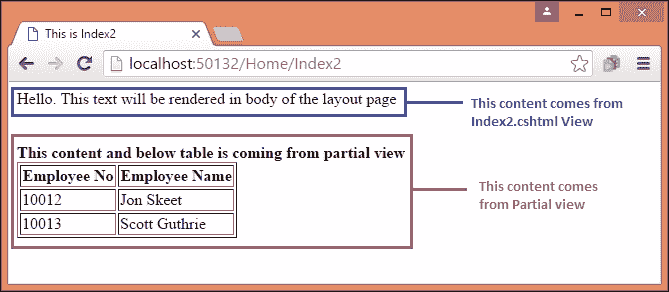 This is Index2
localhost:50132/Home/Index2
Hello. This text will be rendered in body of the layout page
This content comes from
Index2.cshtml View
This content and below table is coming from partial view
Employee No Employee Name
10012 Jon Skeet
10013 Scott Guthrie
This content comes
from Partial view